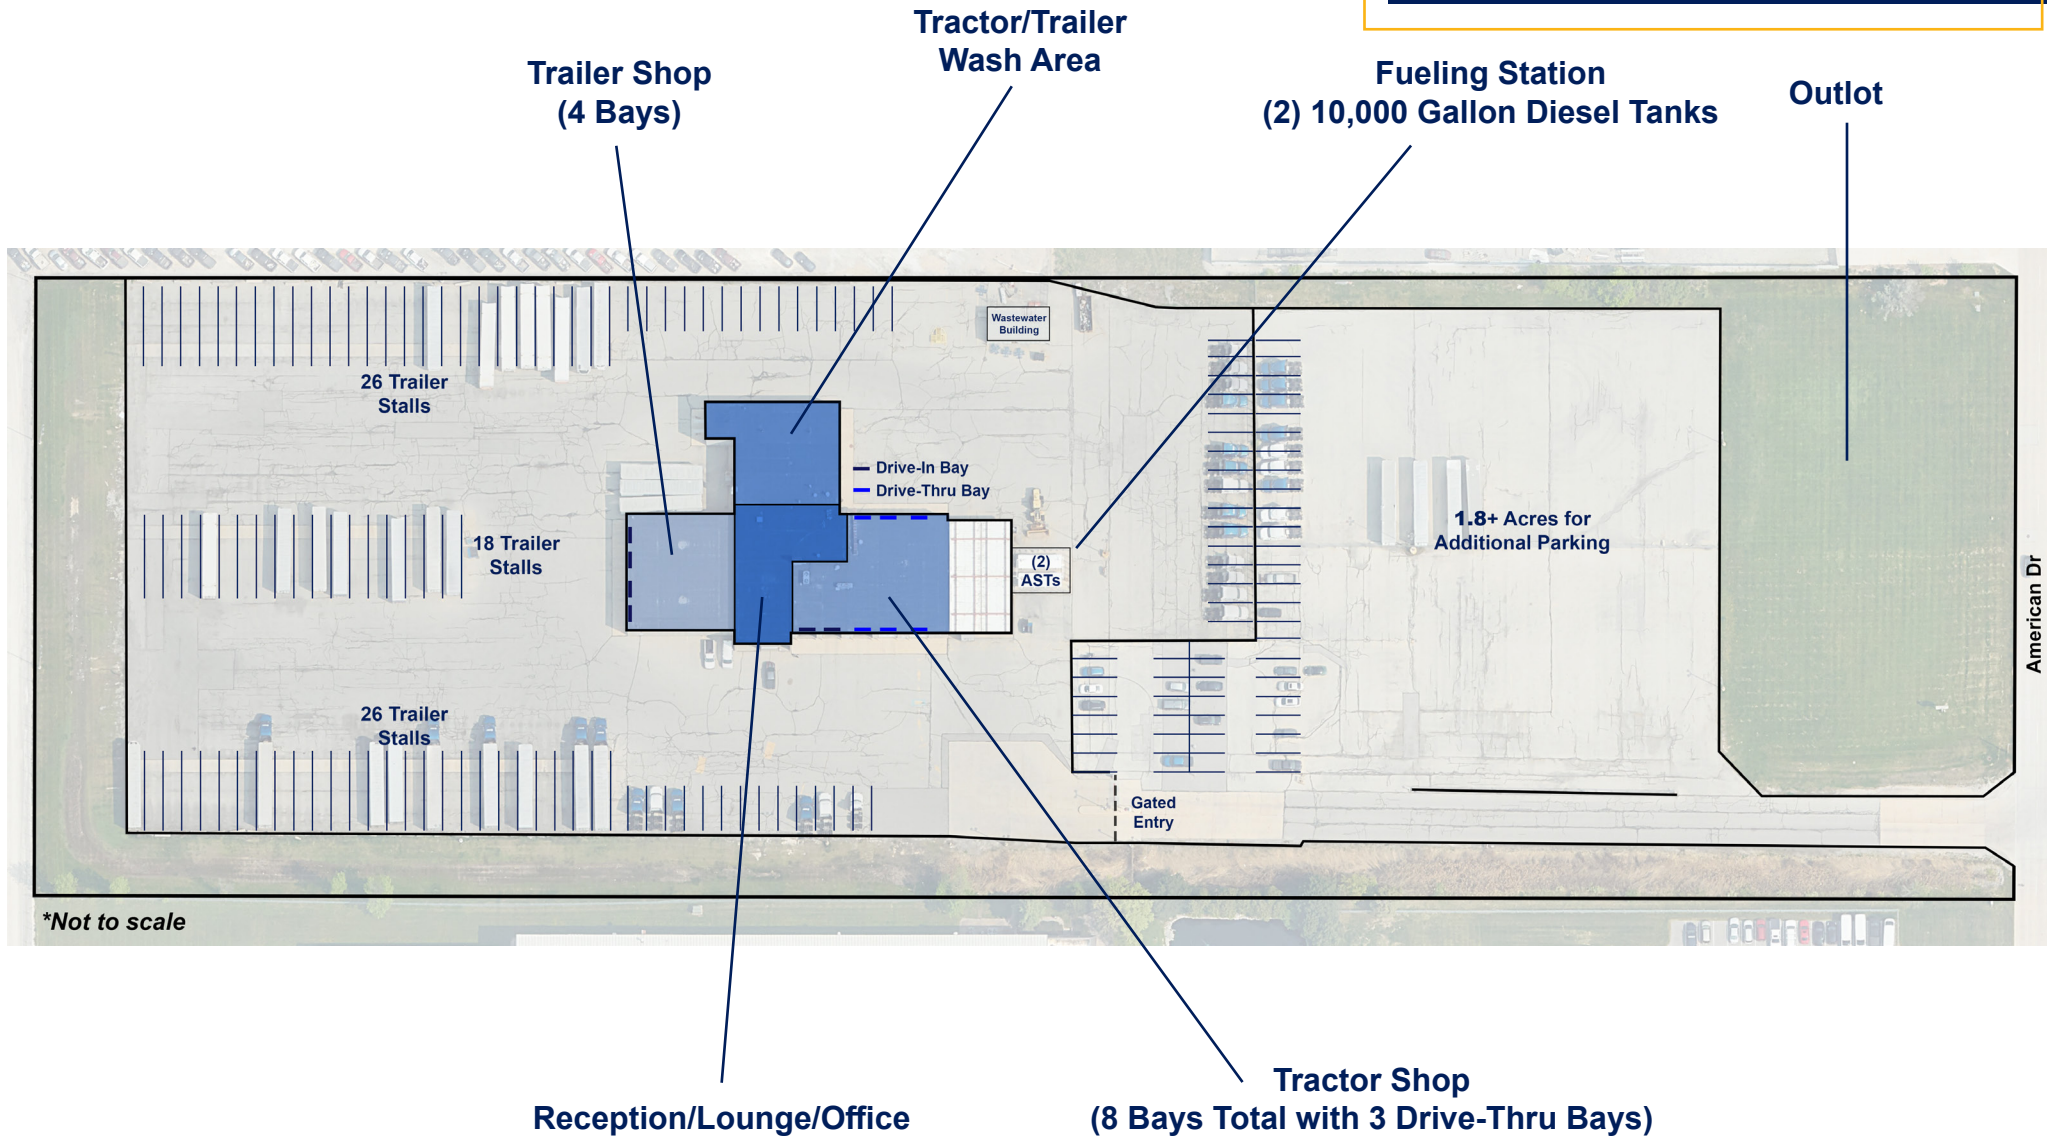 Tractor/Trailer
Wash Area
Trailer Shop
(4 Bays)
Fueling Station
(2) 10,000 Gallon Diesel Tanks
Outlot
Wastewater
Building
26 Trailer
Stalls
Drive-In Bay
Drive-Thru Bay
18 Trailer
Stalls
(2)
ASTs
1.8+ Acres for
Additional Parking
American Dr
26 Trailer
Stalls
Gated
Entry
*Not to scale
Reception/Lounge/Office
Tractor Shop
(8 Bays Total with 3 Drive-Thru Bays)